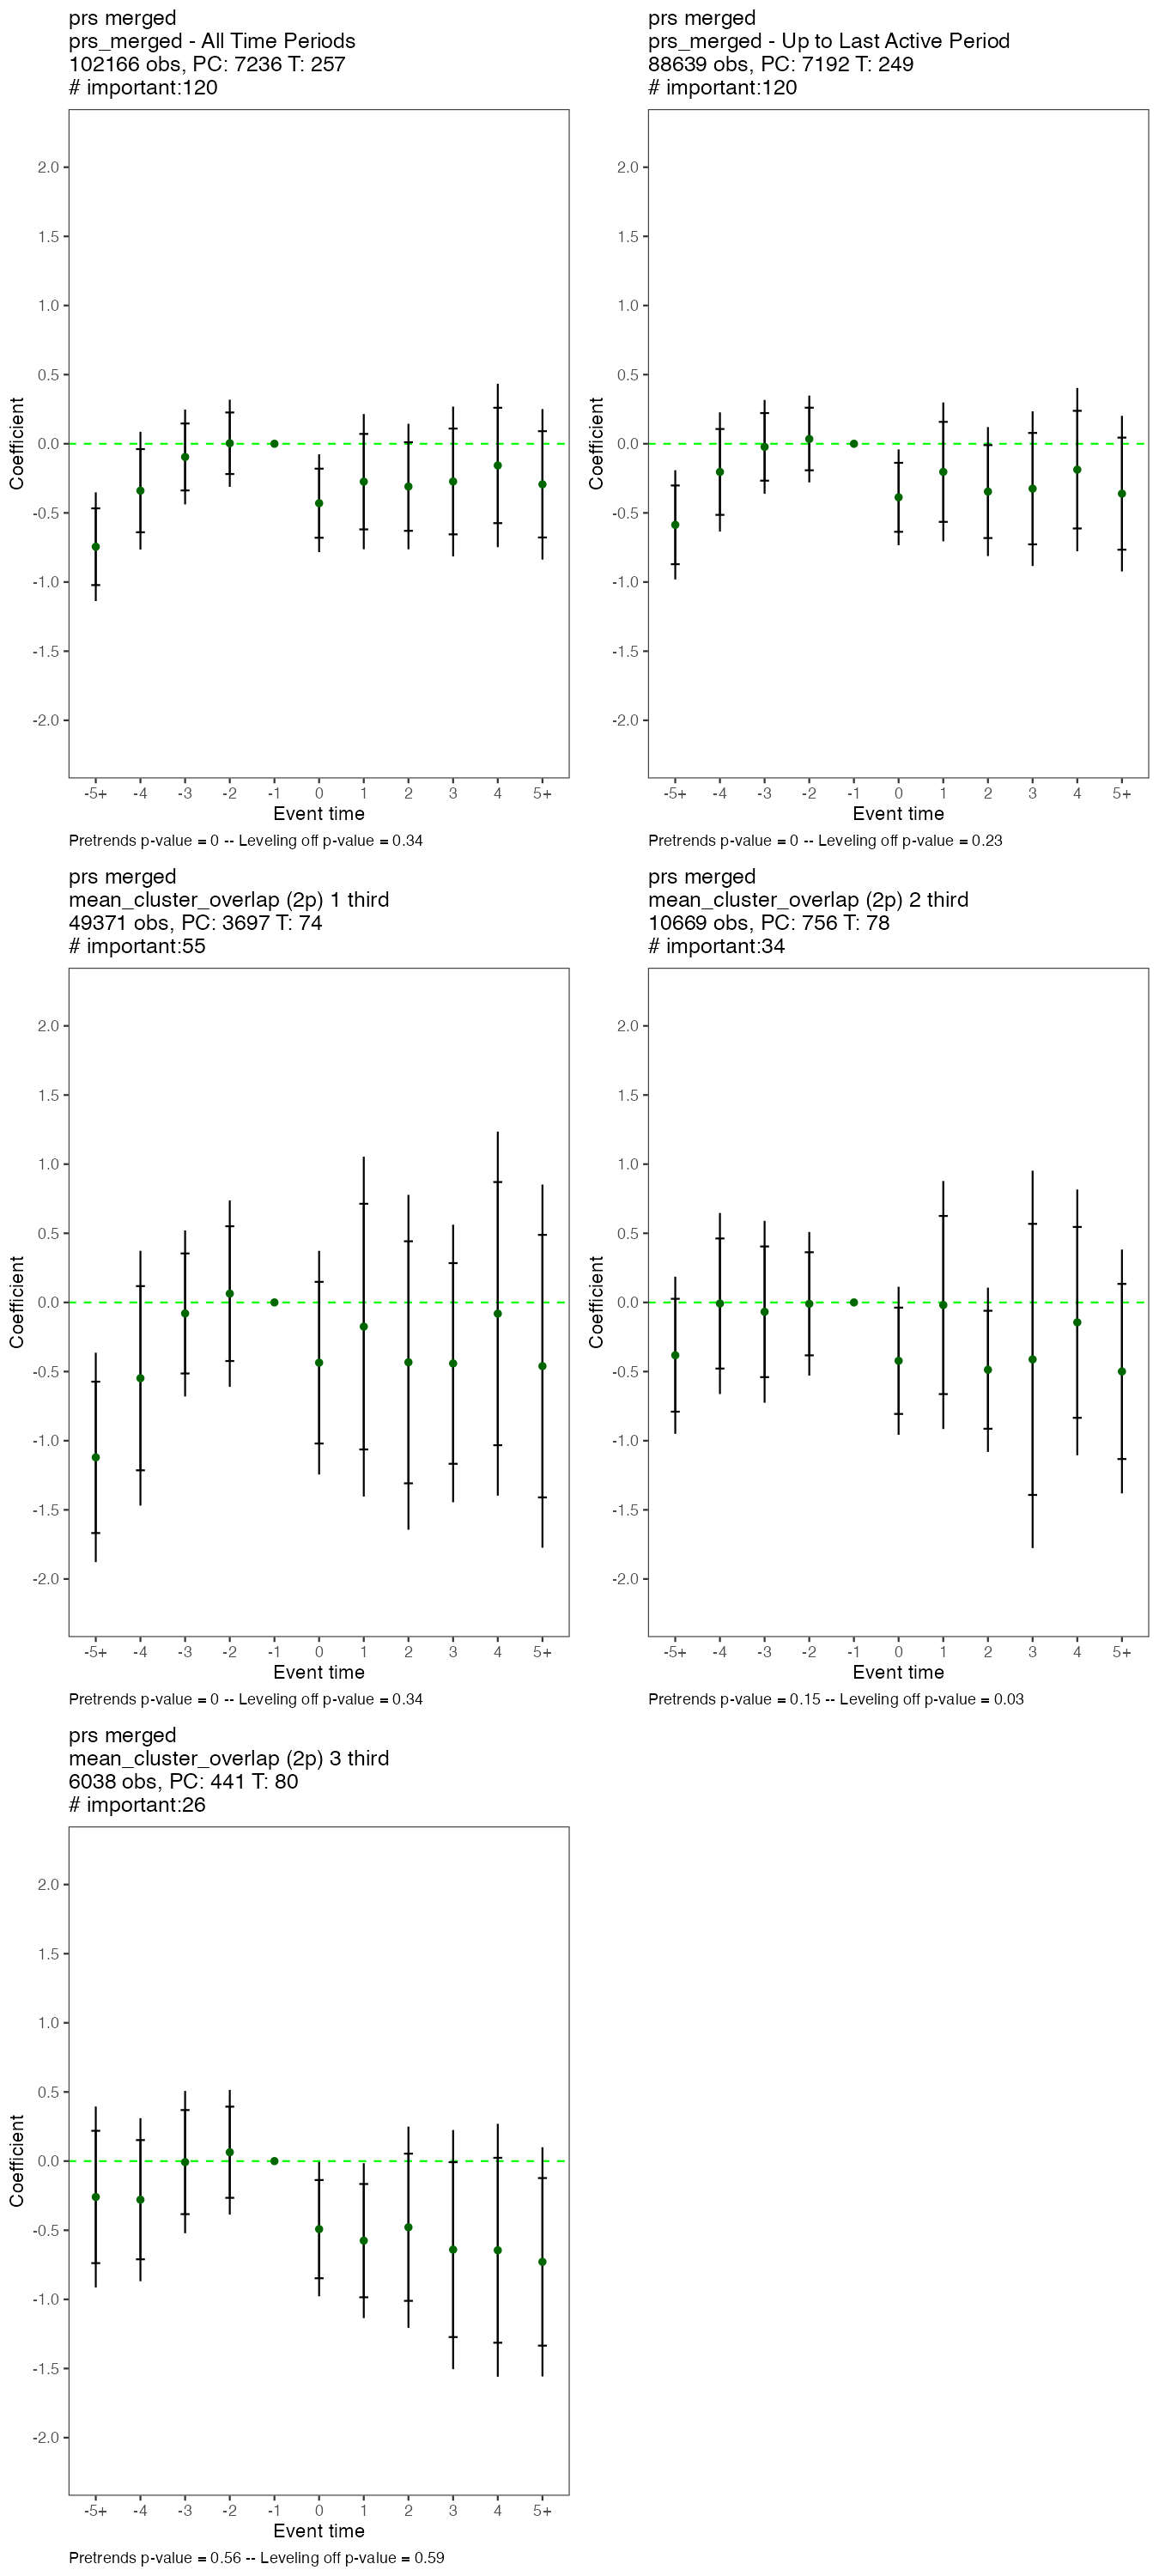 prs merged
prs_merged - All Time Periods
102166 obs, PC: 7236 T: 257
# important:120
2.0
1.5
1.0
0.5
0.0
-0.5
-1.0
-1.5
-2.0
Coefficient
-5+ -4 -3 -2 -1 0 1 2 3 4 5+
Event time
Pretrends p-value = 0 -- Leveling off p-value = 0.34
prs merged
prs_merged - Up to Last Active Period
88639 obs, PC: 7192 T: 249
# important:120
2.0
1.5
1.0
0.5
0.0
-0.5
-1.0
-1.5
-2.0
Coefficient
-5+ -4 -3 -2 -1 0 1 2 3 4 5+
Event time
Pretrends p-value = 0 -- Leveling off p-value = 0.23
prs merged
mean_cluster_overlap (2p) 1 third
49371 obs, PC: 3697 T: 74
# important:55
2.0
1.5
1.0
0.5
0.0
-0.5
-1.0
-1.5
-2.0
Coefficient
-5+ -4 -3 -2 -1 0 1 2 3 4 5+
Event time
Pretrends p-value = 0 -- Leveling off p-value = 0.34
prs merged
mean_cluster_overlap (2p) 2 third
10669 obs, PC: 756 T: 78
# important:34
2.0
1.5
1.0
0.5
0.0
-0.5
-1.0
-1.5
-2.0
Coefficient
-5+ -4 -3 -2 -1 0 1 2 3 4 5+
Event time
Pretrends p-value = 0.15 -- Leveling off p-value = 0.03
prs merged
mean_cluster_overlap (2p) 3 third
6038 obs, PC: 441 T: 80
# important:26
2.0
1.5
1.0
0.5
0.0
-0.5
-1.0
-1.5
-2.0
Coefficient
-5+ -4 -3 -2 -1 0 1 2 3 4 5+
Event time
Pretrends p-value = 0.56 -- Leveling off p-value = 0.59